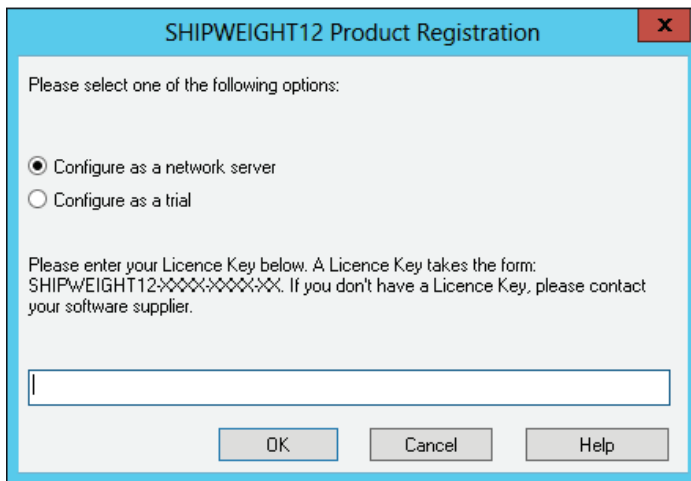 SHIPWEIGHT12 Product Registration
x
Please select one of the following options:
Configure as a network server
Configure as a trial
Please enter your Licence Key below. A Licence Key takes the form:
SHIPWEIGHT12-XXXX-XXXX-XX. If you don't have a Licence Key, please contact
your software supplier.
OK Cancel Help